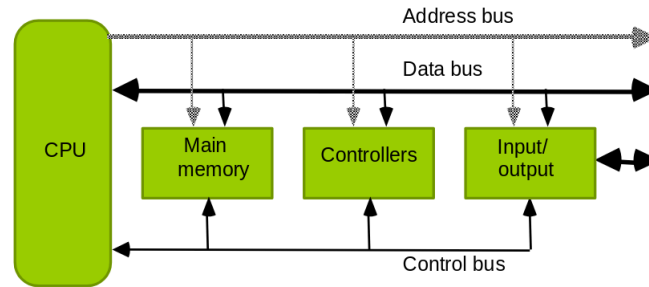 Address bus
Data bus
CPU
Main
memory
Controllers
Input/
output
Control bus